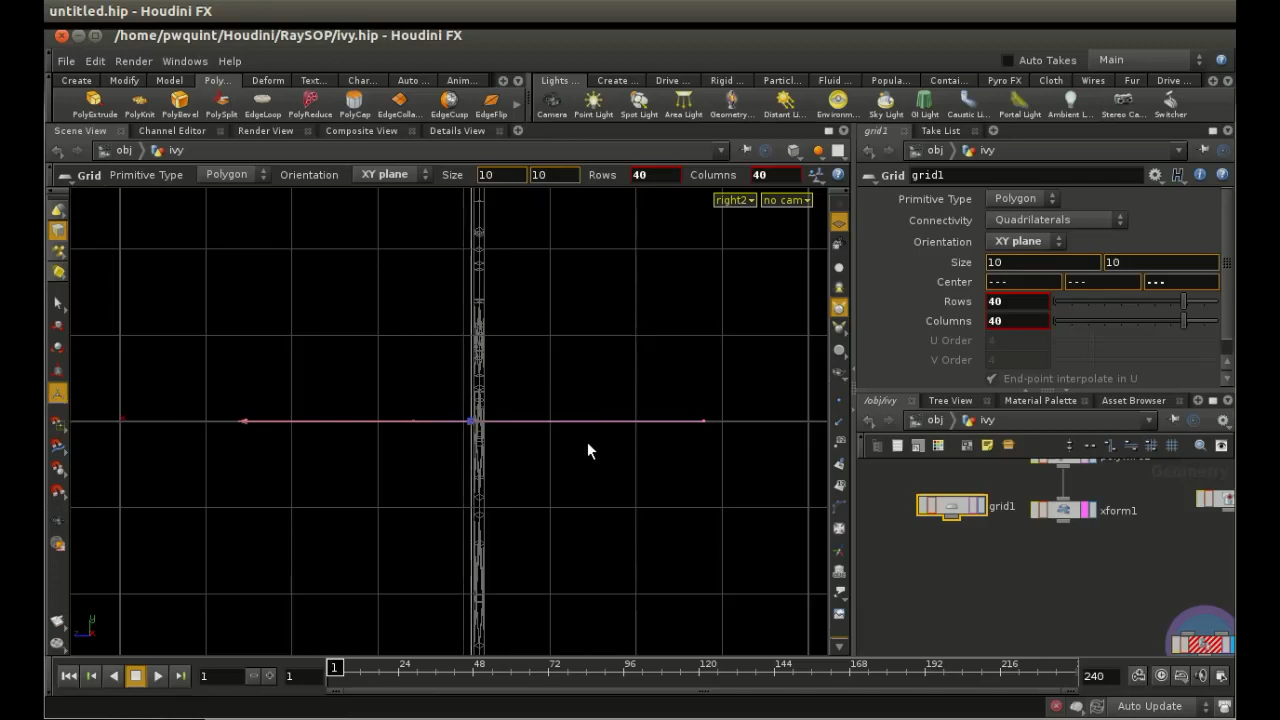 untitled.hip - Houdini FX
/home/pwquint/Houdini/RaySOP/ivy.hip - Houdini FX
File Edit Render Windows Help
Auto Takes Main
Create Modify Model Poly... Deform Text... Char... Auto ... Anim...
Lights ... Create ... Drive ... Rigid ... Particl... Fluid ... Popula... Contai... Pyro FX Cloth Wires Fur Drive ...
PolyExtrude PolyKnit PolyBevel PolySplit EdgeLoop PolyReduce PolyCap EdgeColla... EdgeCusp EdgeFlip
Camera Point Light Spot Light Area Light Geometry... Distant Li... Environm... Sky Light GI Light Caustic Li... Portal Light Ambient L... Stereo Ca... Switcher
Scene View Channel Editor Render View Composite View Details View
grid1 Take List
obj ivy
obj ivy
Grid Primitive Type Polygon Orientation XY plane Size 10 10 Rows 40 Columns 40
Grid grid1
right2 no cam
Primitive Type Polygon
Connectivity Quadrilaterals
Orientation XY plane
Size 10 10
Center --- --- ---
Rows 40
Columns 40
U Order 4
V Order 4
End-point interpolate in U
/obj/ivy Tree View Material Palette Asset Browser
obj ivy
Geometry
grid1
xform1
z y x
1 1 1 24 48 72 96 120 144 168 192 216 240
Auto Update